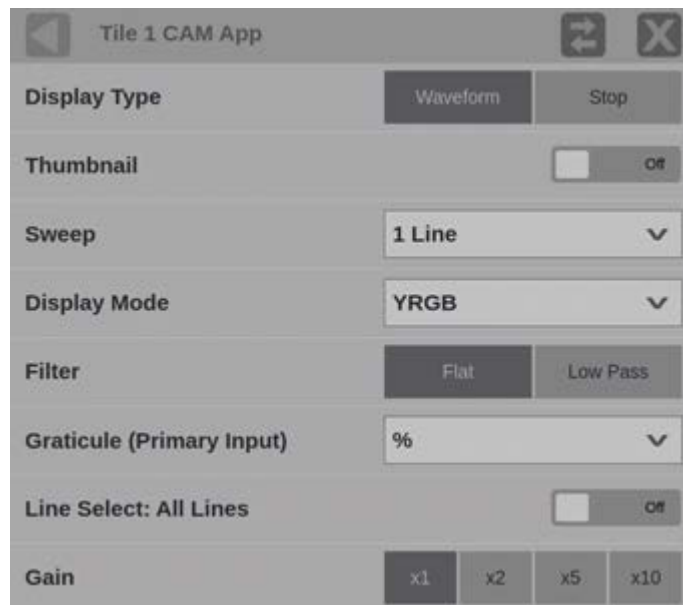 Tile 1 CAM App
Display Type Waveform Stop
Thumbnail Off
Sweep 1 Line
Display Mode YRGB
Filter Flat Low Pass
Graticule (Primary Input) %
Line Select: All Lines Off
Gain x1 x2 x5 x10